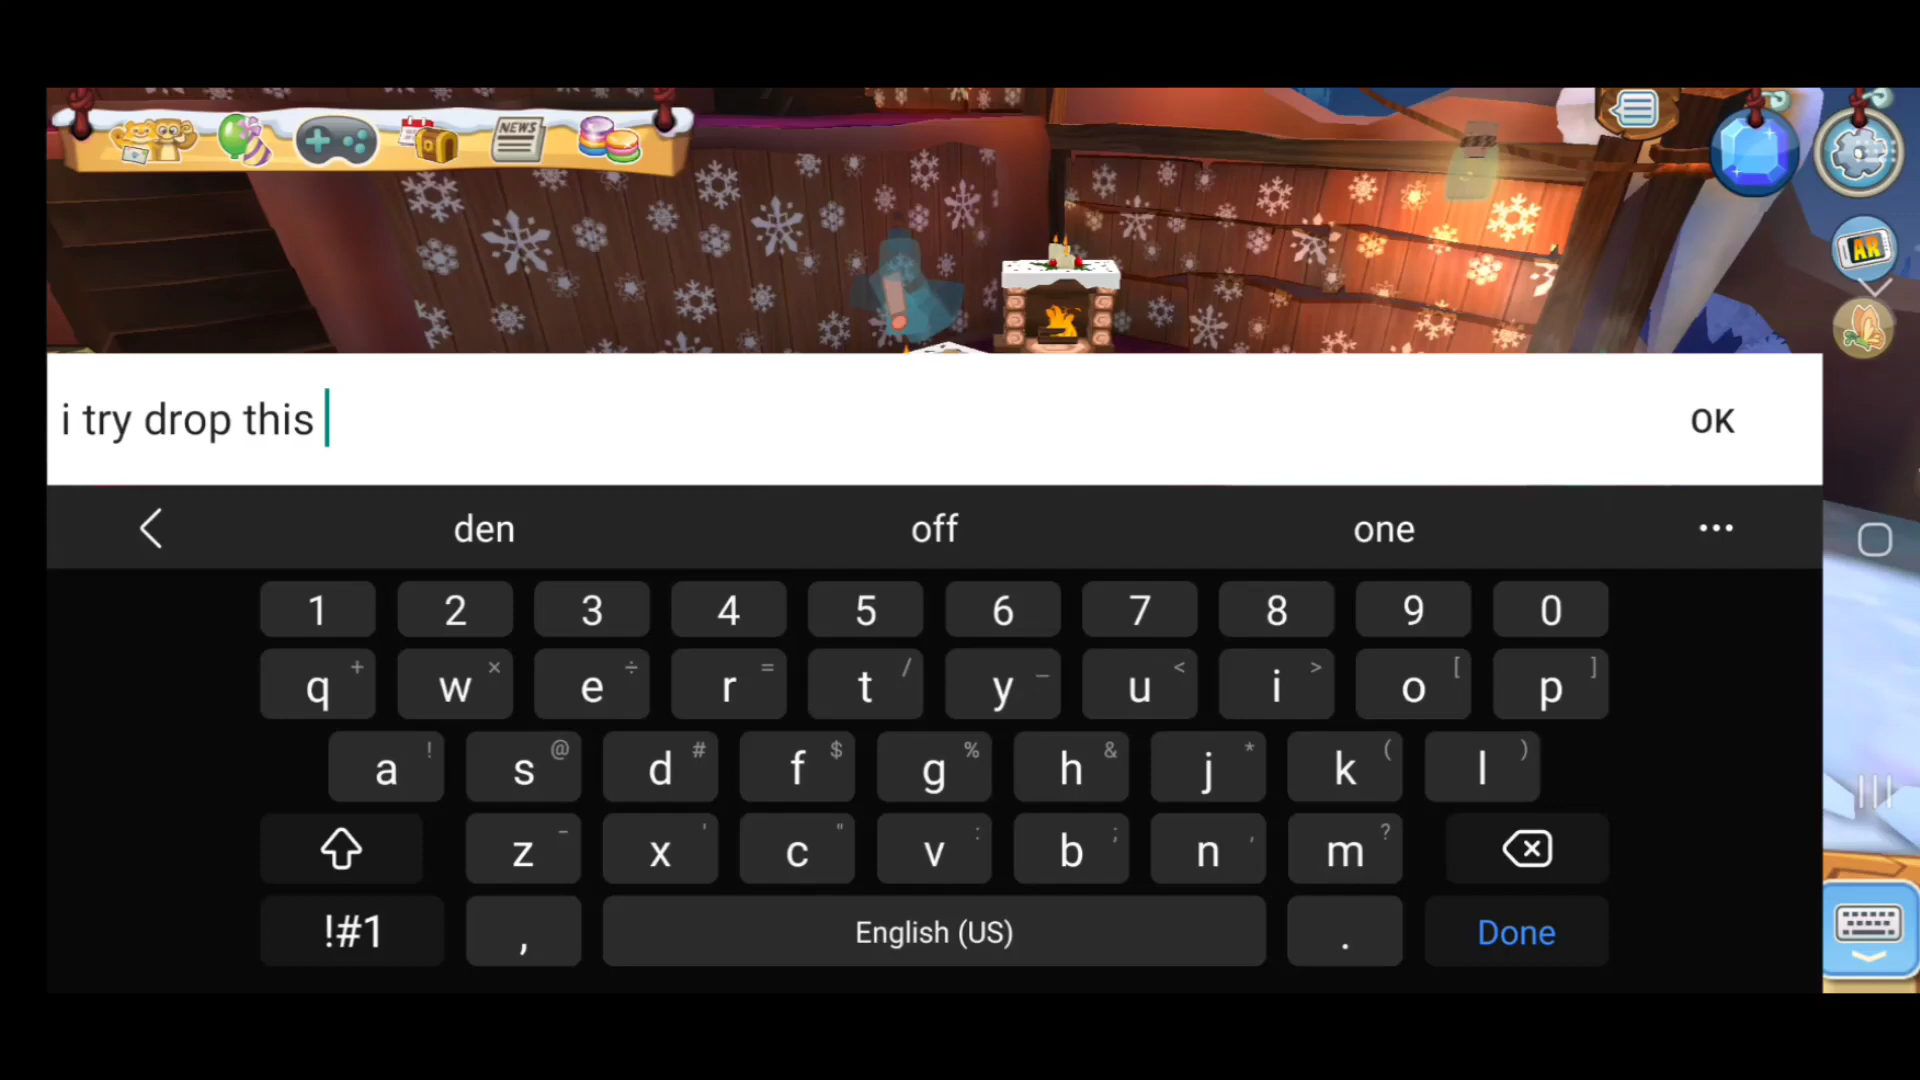 NEWS
AR
i try drop this
OK
den off one
1 2 3 4 5 6 7 8 9 0
q + w × e ÷ r = t / y _ u < i > o [ p ]
a ! s @ d # f $ g % h & j * k ( l )
z - x ' c " v : b ; n , m ?
!#1 , English (US) . Done